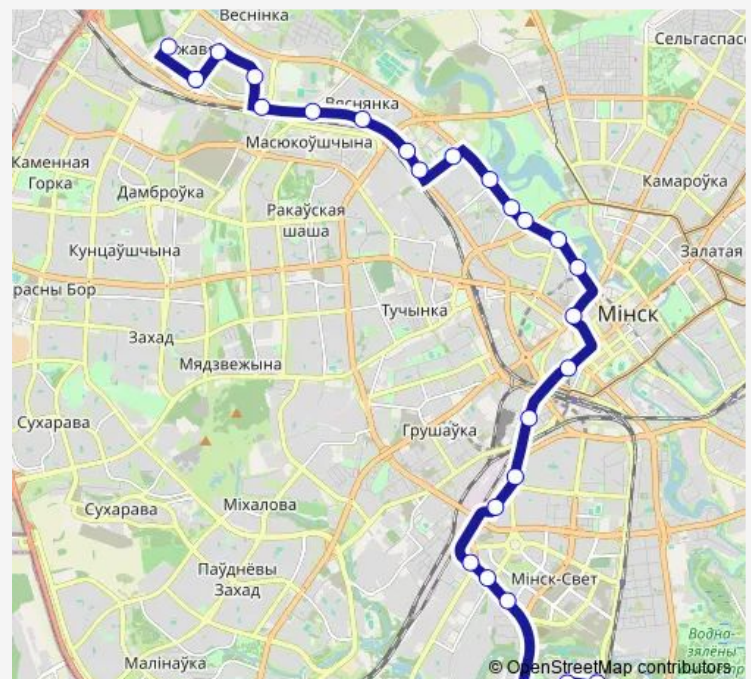 Веснінка
Сельгаспас
жав
Вяснянка
Масюкоўшчына
Каменная
Горка
Дамброўка
Камароўка
Ракаўская
шаша
Кунцаўшчына
Залатая
расны Бор
Тучынка
Мінск
Захад
Мядзвежына
Сухарава
Грушаўка
Міхалова
Сухарава
Паўднёвы
Захад
Мінск-Свет
Водна-
зялёны
Малінаўка
© OpenStreetMap contributors